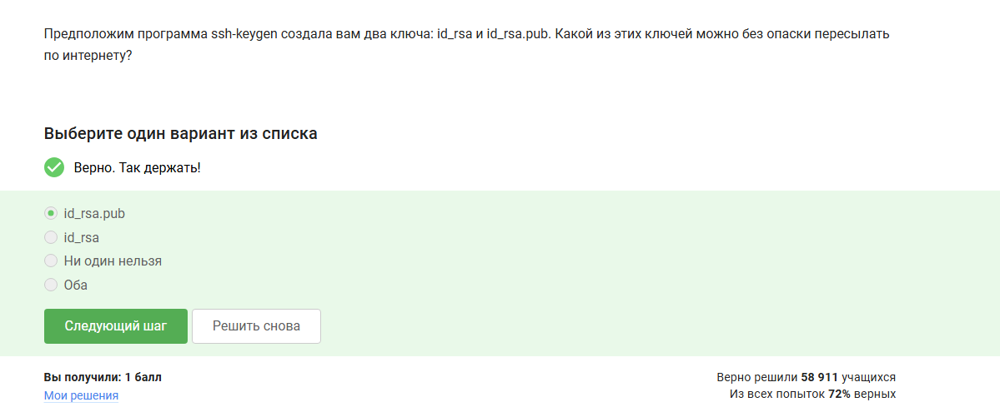 Предположим программа ssh-keygen создала вам два ключа: id_rsa и id_rsa.pub. Какой из этих ключей можно без опаски пересылать
по интернету?
Выберите один вариант из списка
Верно. Так держать!
id_rsa.pub
id_rsa
Ни один нельзя
Оба
Следующий шаг
Решить снова
Вы получили: 1 балл
Мои решения
Верно решили 58 911 учащихся
Из всех попыток 72% верных